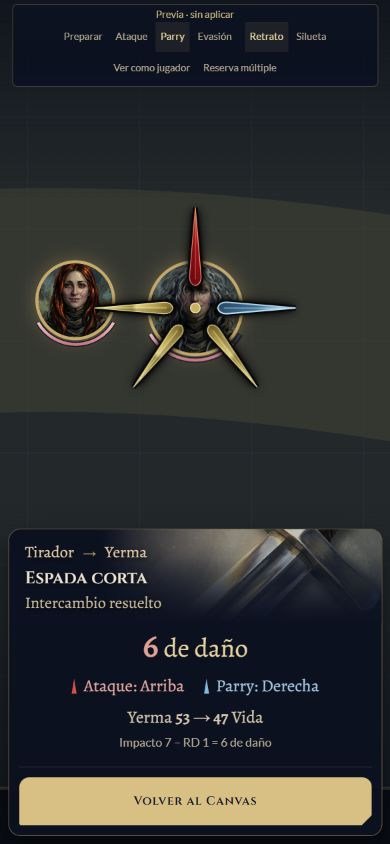 Previa · sin aplicar
Preparar Ataque Parry Evasión Retrato Silueta
Ver como jugador Reserva múltiple
Tirador → Yerma
ESPADA CORTA
Intercambio resuelto
6 de daño
Ataque: Arriba Parry: Derecha
Yerma 53 → 47 Vida
Impacto 7 – RD 1 = 6 de daño
VOLVER AL CANVAS